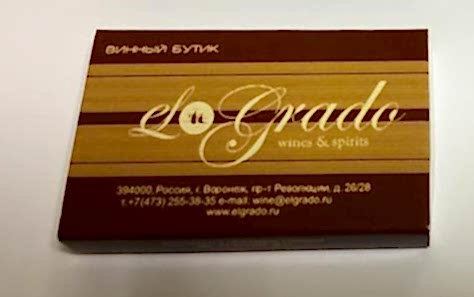 ВИННЫЙ БУТИК
el Grado
wines & spirits
394000, Россия, г. Воронеж, пр-т Революции, д. 26/28
т.+7(473) 255-38-35 e-mail: wine@elgrado.ru
www.elgrado.ru